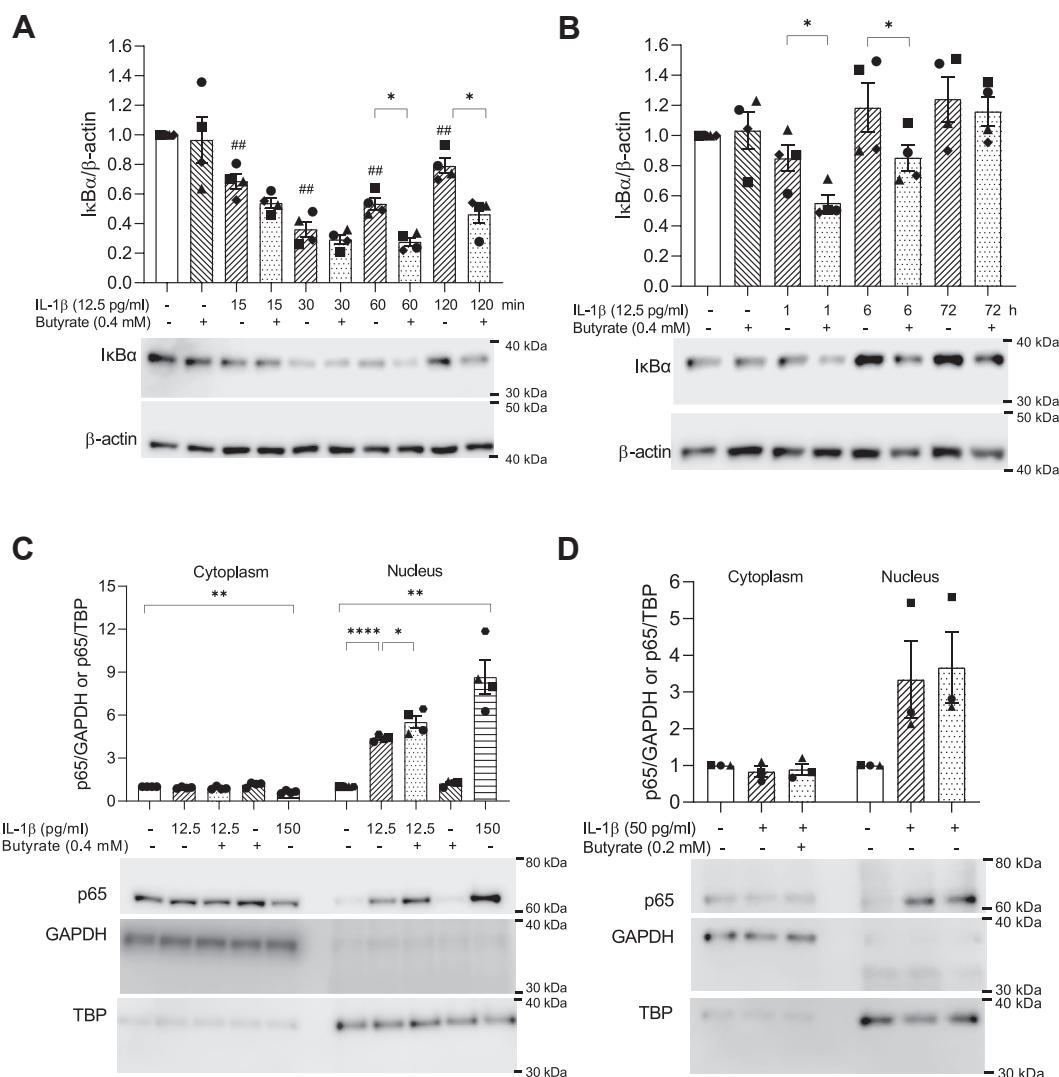 A
1.6
1.4
1.2
1.0
0.8
0.6
0.4
0.2
0.0
IκBα/β-actin
##
##
##
##
*
*
IL-1β (12.5 pg/ml) - - 15 15 30 30 60 60 120 120 min
Butyrate (0.4 mM) - + - + - + - + - +
IκBα
40 kDa
30 kDa
50 kDa
β-actin
40 kDa
B
1.6
1.4
1.2
1.0
0.8
0.6
0.4
0.2
0.0
IκBα/β-actin
*
*
IL-1β (12.5 pg/ml) - - 1 1 6 6 72 72 h
Butyrate (0.4 mM) - + - + - + - +
IκBα
40 kDa
30 kDa
50 kDa
β-actin
40 kDa
C
Cytoplasm Nucleus
15
12
9
6
3
0
p65/GAPDH or p65/TBP
**
**
****
*
IL-1β (pg/ml) - 12.5 12.5 - 150 - 12.5 12.5 - 150
Butyrate (0.4 mM) - - + + - - - + + -
p65
80 kDa
60 kDa
GAPDH
40 kDa
30 kDa
TBP
40 kDa
30 kDa
D
Cytoplasm Nucleus
6
5
4
3
2
1
0
p65/GAPDH or p65/TBP
IL-1β (50 pg/ml) - + + - + +
Butyrate (0.2 mM) - - + - - -
p65
80 kDa
60 kDa
GAPDH
40 kDa
30 kDa
TBP
40 kDa
30 kDa